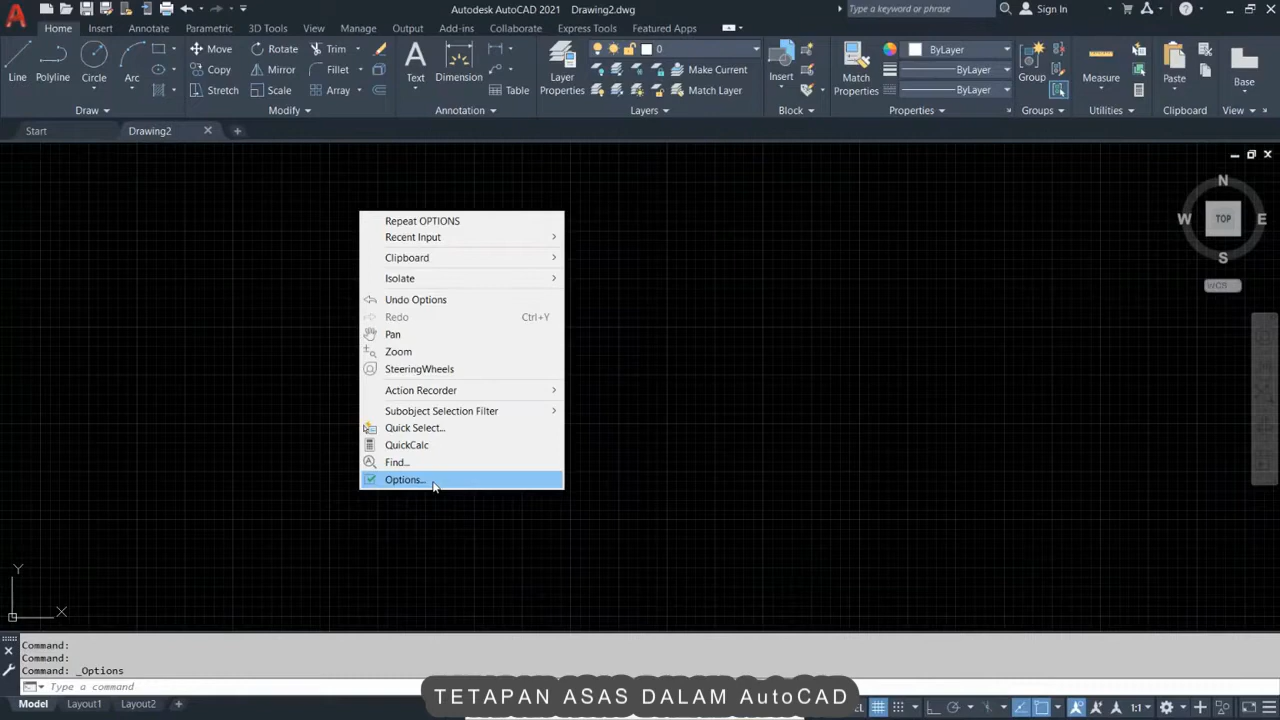 Autodesk AutoCAD 2021 Drawing2.dwg
Type a keyword or phrase
Sign In
Home Insert Annotate Parametric 3D Tools View Manage Output Add-ins Collaborate Express Tools Featured Apps
Line Polyline Circle Arc
Move Rotate Trim
Copy Mirror Fillet
Stretch Scale Array
Text Dimension Table
Layer Properties
0
Make Current
Match Layer
Insert
Match Properties
ByLayer
ByLayer
ByLayer
Group
Measure
Paste
Base
Draw Modify Annotation Layers Block Properties Groups Utilities Clipboard View
Start Drawing2
Repeat OPTIONS
Recent Input
Clipboard
Isolate
Undo Options
Redo Ctrl+Y
Pan
Zoom
SteeringWheels
Action Recorder
Subobject Selection Filter
Quick Select...
QuickCalc
Find...
Options...
N
W TOP E
S
WCS
Y
X
Command:
Command:
Command: _Options
Type a command
TETAPAN ASAS DALAM AutoCAD
Model Layout1 Layout2
1:1